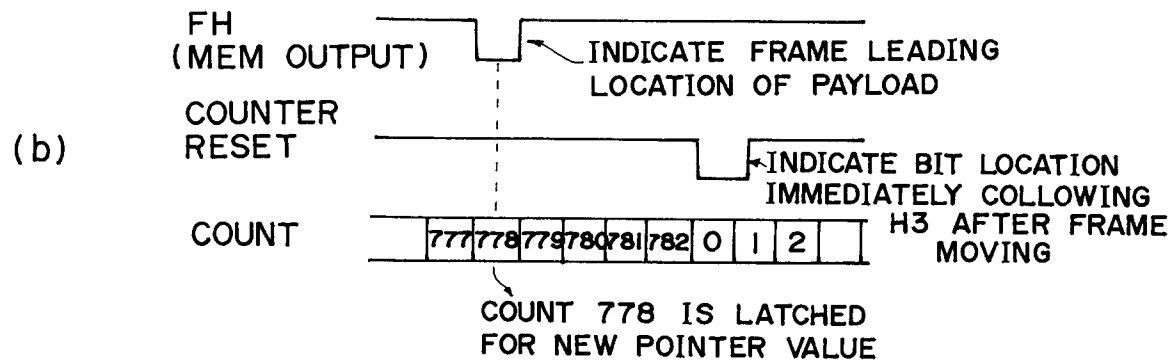 FH
(MEM OUTPUT)
INDICATE FRAME LEADING
LOCATION OF PAYLOAD
(b)
COUNTER
RESET
INDICATE BIT LOCATION
IMMEDIATELY COLLOWING
H3 AFTER FRAME
MOVING
COUNT
777 778 779 780 781 782 0 1 2
COUNT 778 IS LATCHED
FOR NEW POINTER VALUE